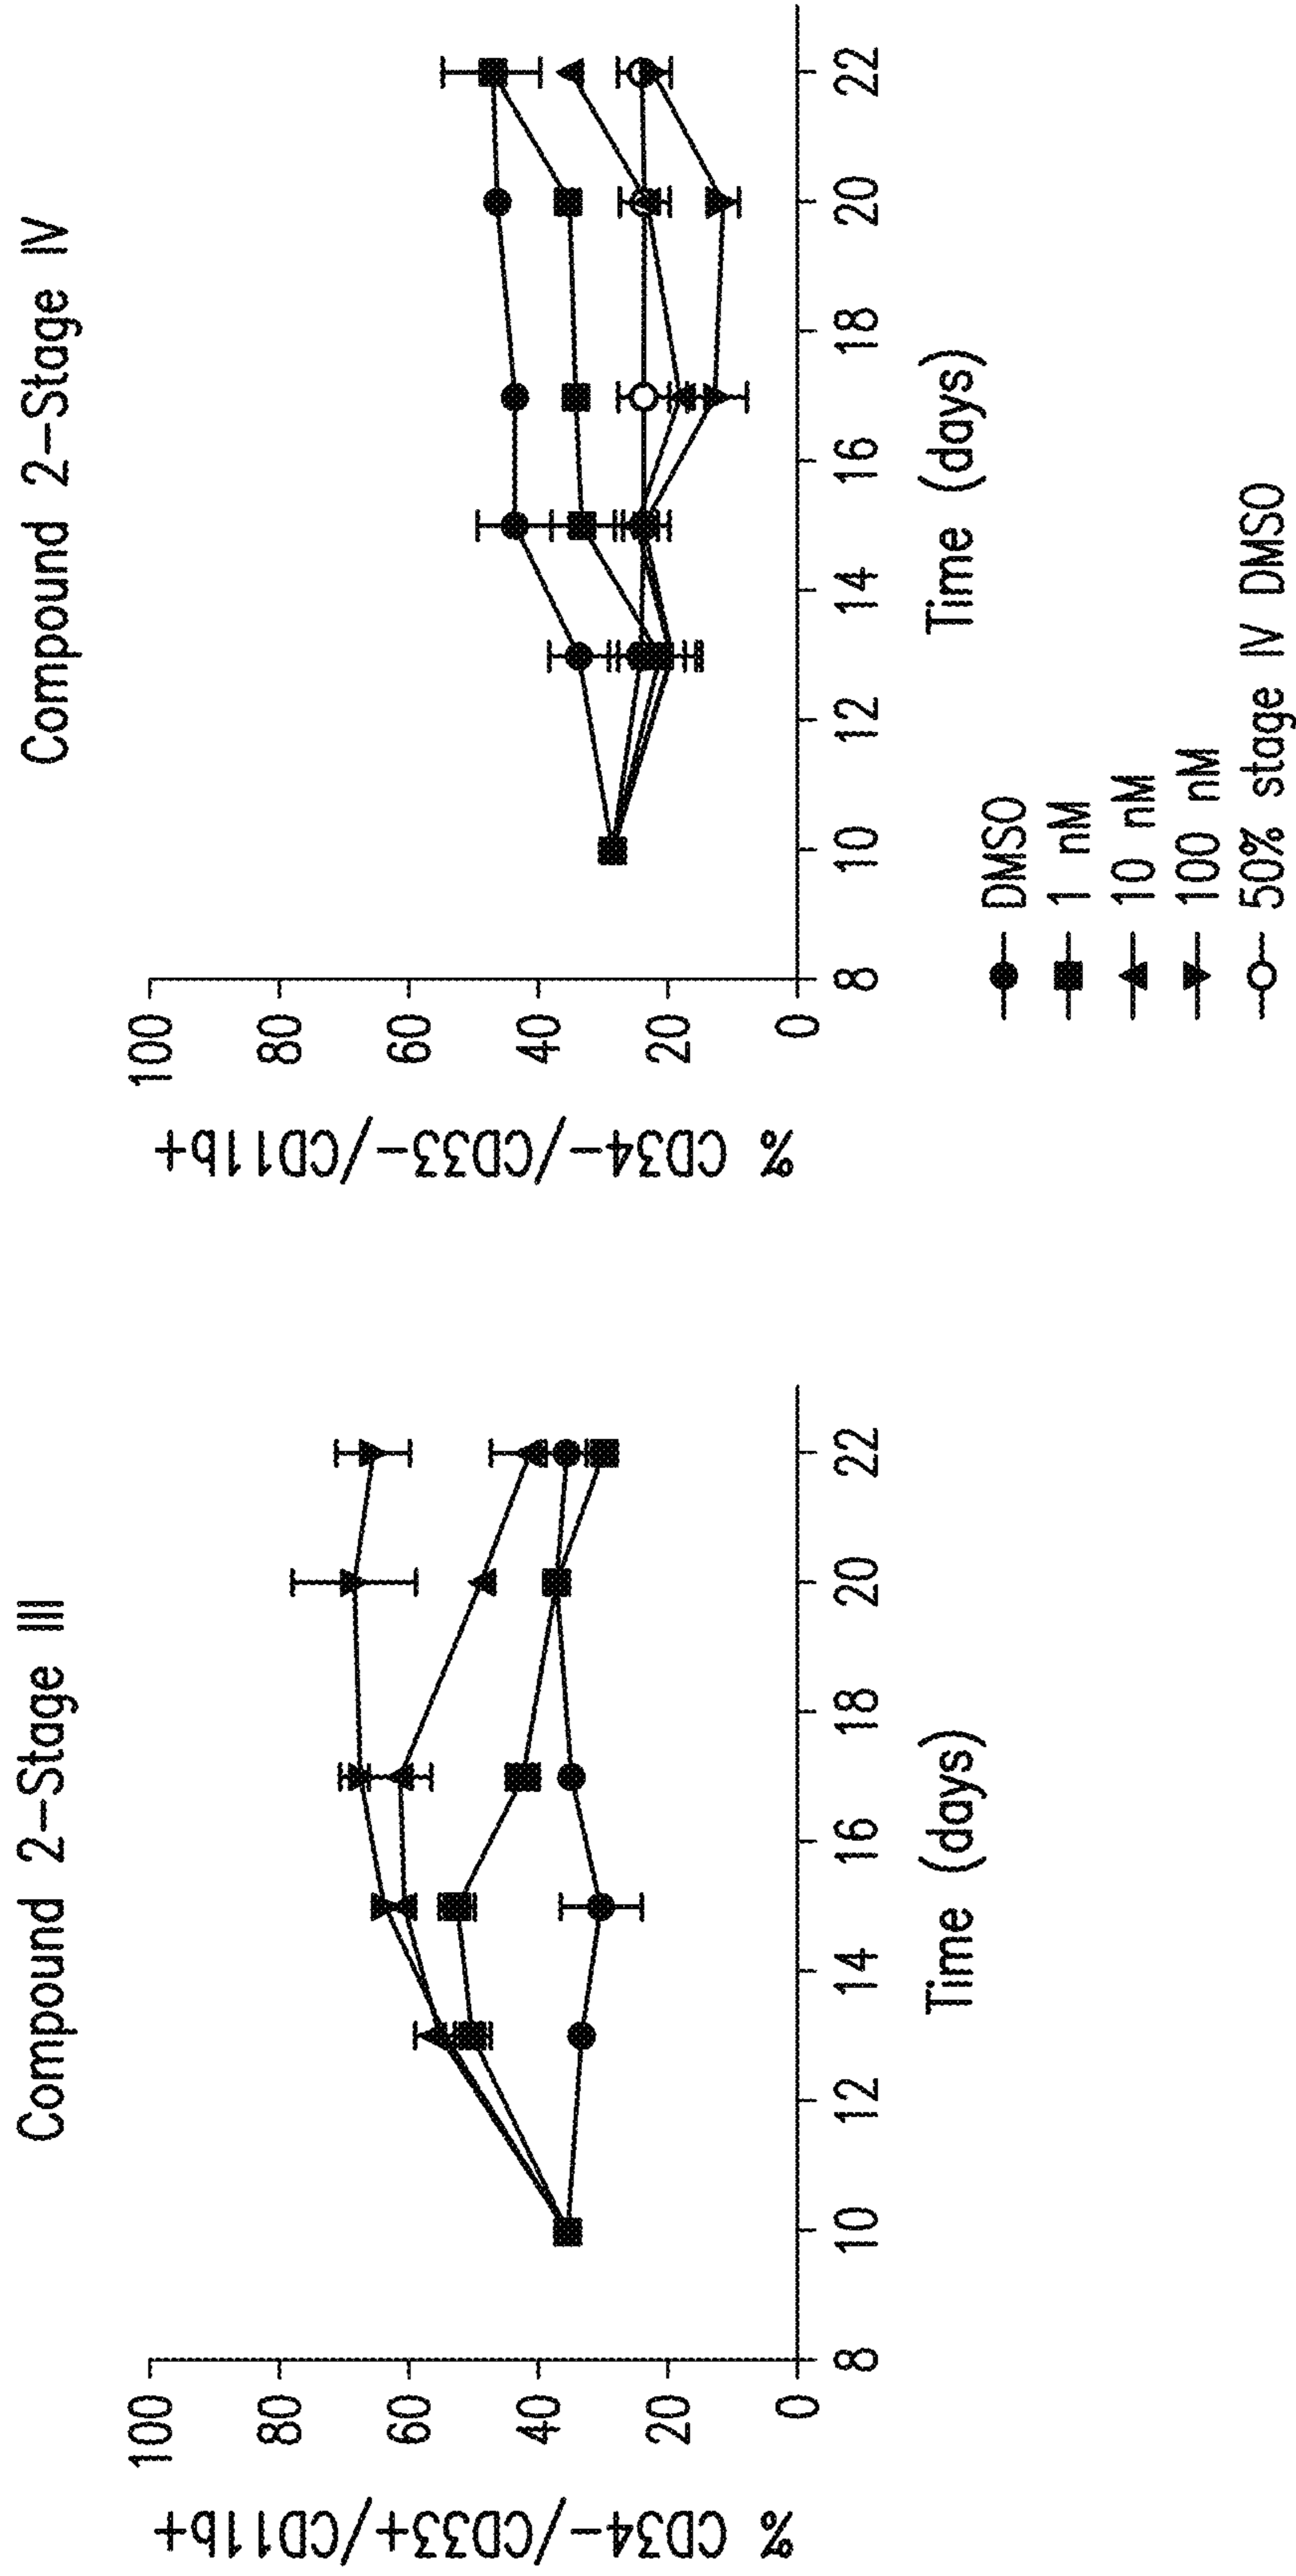 Compound 2-Stage III
% CD34-/CD33+/CD11b+
100
80
60
40
20
0
8 10 12 14 16 18 20 22
Time (days)
Compound 2-Stage IV
% CD34-/CD33-/CD11b+
100
80
60
40
20
0
8 10 12 14 16 18 20 22
Time (days)
DMSO
1 nM
10 nM
100 nM
50% stage IV DMSO